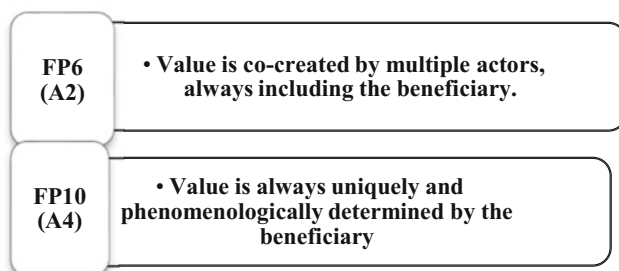 FP6
(A2)
• Value is co-created by multiple actors,
always including the beneficiary.
FP10
(A4)
• Value is always uniquely and
phenomenologically determined by the
beneficiary